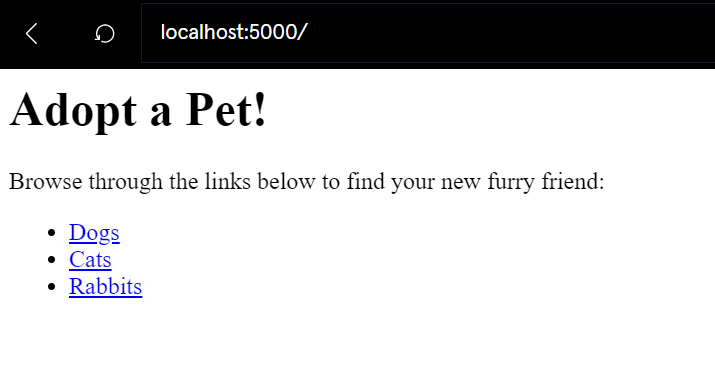 localhost:5000/
Adopt a Pet!
Browse through the links below to find your new furry friend:
Dogs
Cats
Rabbits